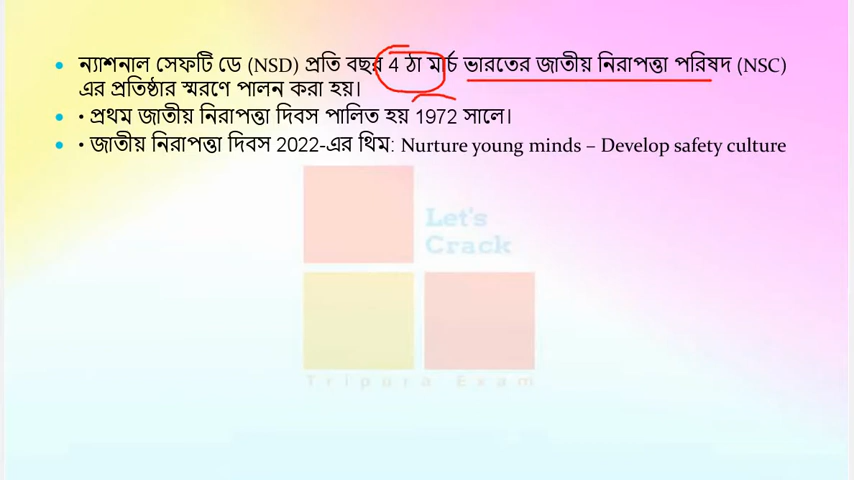 • ন্যাশনাল সেফটি ডে (NSD) প্রতি বছর 4 ঠা মার্চ ভারতের জাতীয় নিরাপত্তা পরিষদ (NSC)
এর প্রতিষ্ঠার স্মরণে পালন করা হয়।
• • প্রথম জাতীয় নিরাপত্তা দিবস পালিত হয় 1972 সালে।
• • জাতীয় নিরাপত্তা দিবস 2022-এর থিম: Nurture young minds – Develop safety culture
Let's
Crack
Tripura Exam